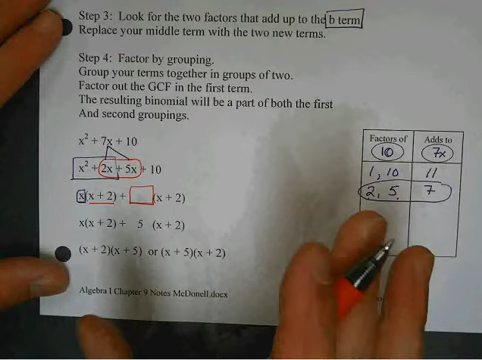 Step 3: Look for the two factors that add up to the b term
Replace your middle term with the two new terms.
Step 4: Factor by grouping.
Group your terms together in groups of two.
Factor out the GCF in the first term.
The resulting binomial will be a part of both the first
And second groupings.
x² + 7x + 10
x² + 2x + 5x + 10
x(x + 2) + (x + 2)
x(x + 2) + 5 (x + 2)
(x + 2)(x + 5) or (x + 5)(x + 2)
Algebra I Chapter 9 Notes McDonell.docx
Factors of Adds to
10 7x
1, 10 11
2, 5 7